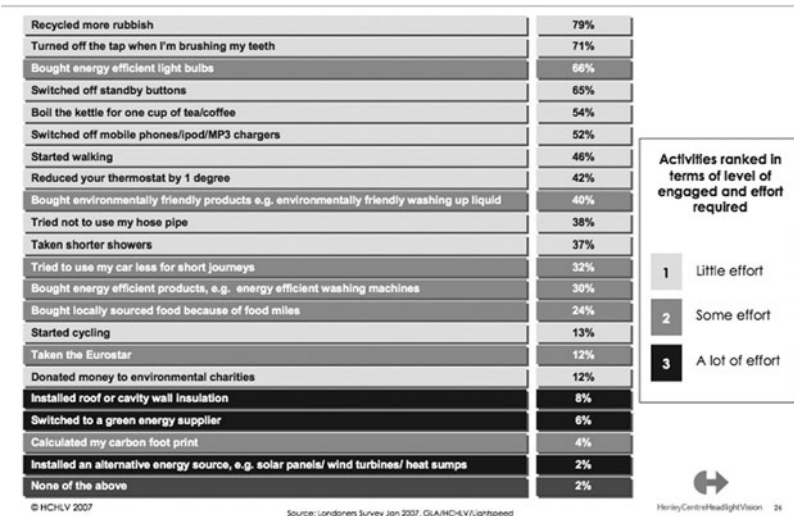 Recycled more rubbish 79%
Turned off the tap when I'm brushing my teeth 71%
Bought energy efficient light bulbs 66%
Switched off standby buttons 65%
Boil the kettle for one cup of tea/coffee 54%
Switched off mobile phones/ipod/MP3 chargers 52%
Started walking 46%
Reduced your thermostat by 1 degree 42%
Bought environmentally friendly products e.g. environmentally friendly washing up liquid 40%
Tried not to use my hose pipe 38%
Taken shorter showers 37%
Tried to use my car less for short journeys 32%
Bought energy efficient products, e.g. energy efficient washing machines 30%
Bought locally sourced food because of food miles 24%
Started cycling 13%
Taken the Eurostar 12%
Donated money to environmental charities 12%
Installed roof or cavity wall insulation 8%
Switched to a green energy supplier 6%
Calculated my carbon foot print 4%
Installed an alternative energy source, e.g. solar panels/ wind turbines/ heat sumps 2%
None of the above 2%
Activities ranked in
terms of level of
engaged and effort
required
1 Little effort
2 Some effort
3 A lot of effort
© HCHLV 2007
Source: Londoners Survey Jan 2007, GLA/HCHLV/Lightspeed
HenleyCentreHeadlightVision 26